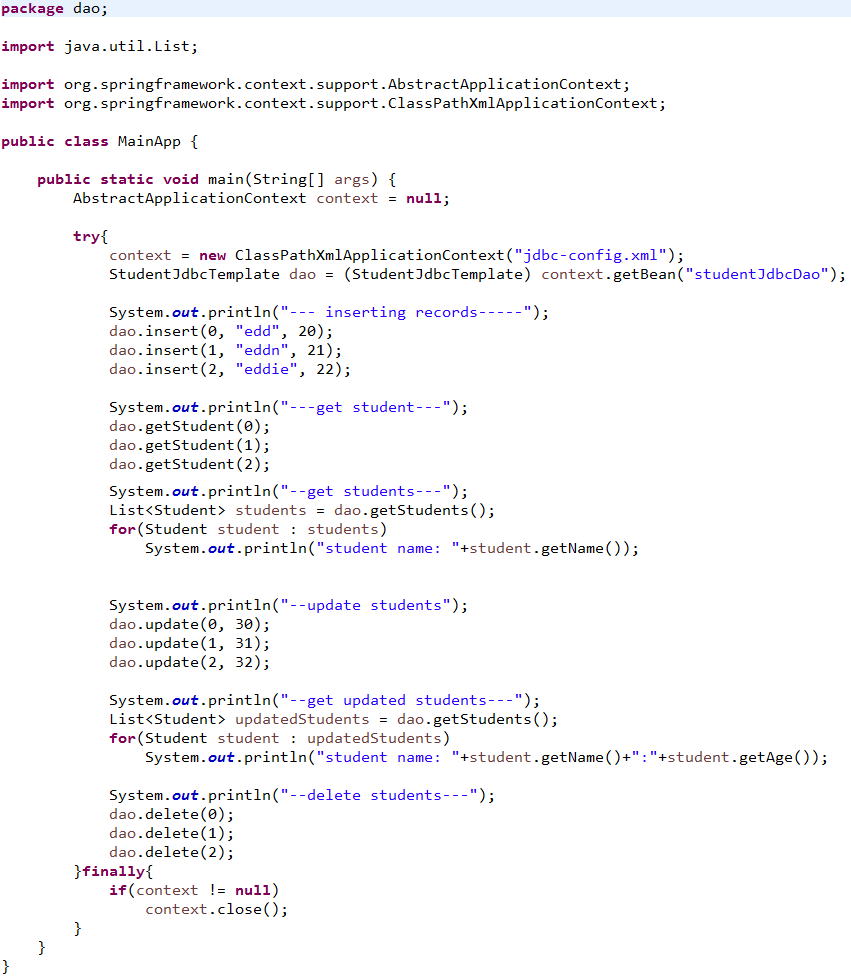 package dao;

import java.util.List;

import org.springframework.context.support.AbstractApplicationContext;
import org.springframework.context.support.ClassPathXmlApplicationContext;

public class MainApp {

    public static void main(String[] args) {
        AbstractApplicationContext context = null;

        try{
            context = new ClassPathXmlApplicationContext("jdbc-config.xml");
            StudentJdbcTemplate dao = (StudentJdbcTemplate) context.getBean("studentJdbcDao");

            System.out.println("--- inserting records-----");
            dao.insert(0, "edd", 20);
            dao.insert(1, "eddn", 21);
            dao.insert(2, "eddie", 22);

            System.out.println("---get student---");
            dao.getStudent(0);
            dao.getStudent(1);
            dao.getStudent(2);
            System.out.println("--get students---");
            List<Student> students = dao.getStudents();
            for(Student student : students)
                System.out.println("student name: "+student.getName());


            System.out.println("--update students");
            dao.update(0, 30);
            dao.update(1, 31);
            dao.update(2, 32);

            System.out.println("--get updated students---");
            List<Student> updatedStudents = dao.getStudents();
            for(Student student : updatedStudents)
                System.out.println("student name: "+student.getName()+":"+student.getAge());

            System.out.println("--delete students---");
            dao.delete(0);
            dao.delete(1);
            dao.delete(2);
        }finally{
            if(context != null)
                context.close();
        }
    }
}